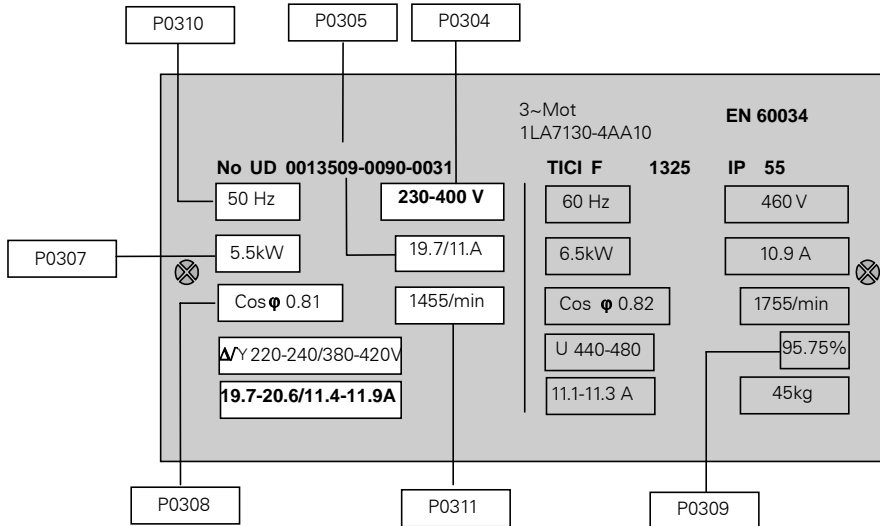 P0310
P0305
P0304
3~Mot
1LA7130-4AA10
EN 60034
No UD 0013509-0090-0031
TICI F 1325 IP 55
50 Hz
230-400 V
60 Hz
460 V
P0307
5.5kW
19.7/11.A
6.5kW
10.9 A
Cosφ 0.81
1455/min
Cos φ 0.82
1755/min
Δ/Y 220-240/380-420V
U 440-480
95.75%
19.7-20.6/11.4-11.9A
11.1-11.3 A
45kg
P0308
P0311
P0309